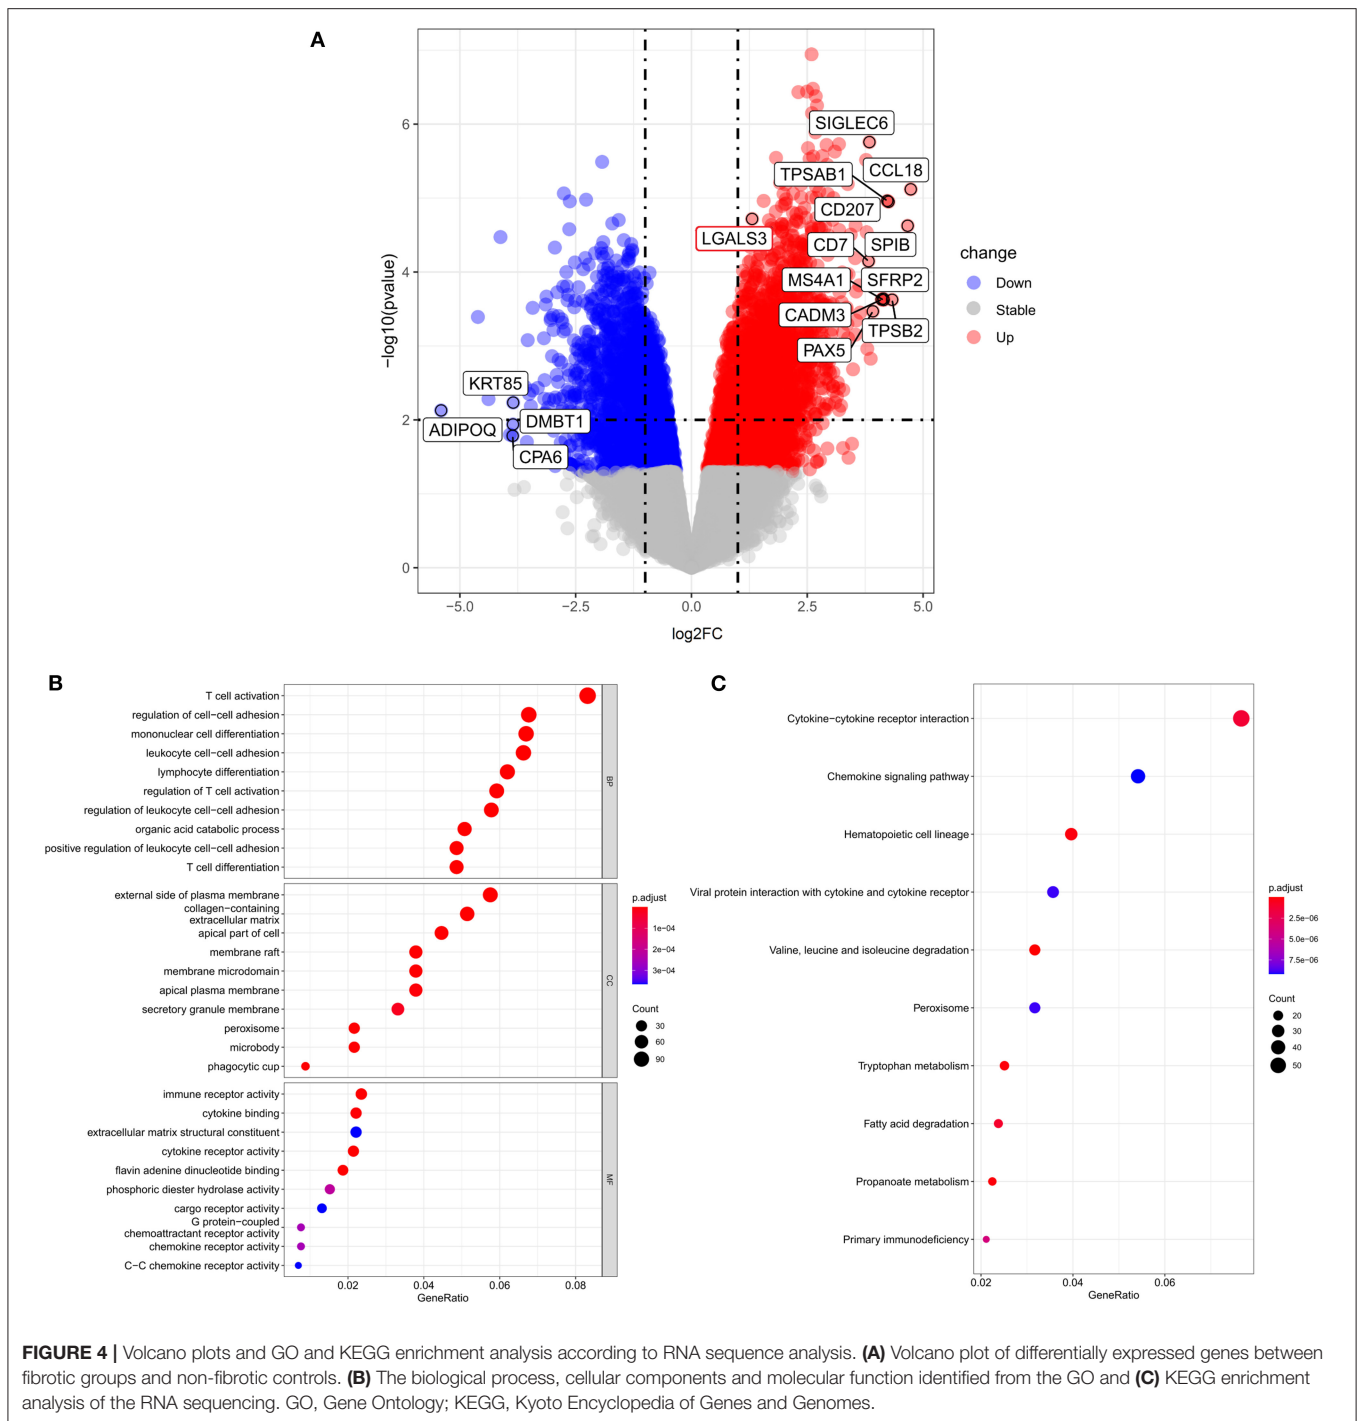 A
SIGLEC6
TPSAB1
CCL18
CD207
LGALS3
CD7
SPIB
MS4A1
SFRP2
CADM3
TPSB2
PAX5
KRT85
ADIPOQ
DMBT1
CPA6
6
4
2
0
−log10(pvalue)
−5.0
−2.5
0.0
2.5
5.0
log2FC
change
Down
Stable
Up
B
T cell activation
regulation of cell−cell adhesion
mononuclear cell differentiation
leukocyte cell−cell adhesion
lymphocyte differentiation
regulation of T cell activation
regulation of leukocyte cell−cell adhesion
organic acid catabolic process
positive regulation of leukocyte cell−cell adhesion
T cell differentiation
BP
external side of plasma membrane
collagen−containing
extracellular matrix
apical part of cell
membrane raft
membrane microdomain
apical plasma membrane
secretory granule membrane
peroxisome
microbody
phagocytic cup
CC
immune receptor activity
cytokine binding
extracellular matrix structural constituent
cytokine receptor activity
flavin adenine dinucleotide binding
phosphoric diester hydrolase activity
cargo receptor activity
G protein−coupled
chemoattractant receptor activity
chemokine receptor activity
C−C chemokine receptor activity
MF
0.02
0.04
0.06
0.08
GeneRatio
p.adjust
1e−04
2e−04
3e−04
Count
30
60
90
C
Cytokine−cytokine receptor interaction
Chemokine signaling pathway
Hematopoietic cell lineage
Viral protein interaction with cytokine and cytokine receptor
Valine, leucine and isoleucine degradation
Peroxisome
Tryptophan metabolism
Fatty acid degradation
Propanoate metabolism
Primary immunodeficiency
0.02
0.04
0.06
GeneRatio
p.adjust
2.5e−06
5.0e−06
7.5e−06
Count
20
30
40
50
FIGURE 4 | Volcano plots and GO and KEGG enrichment analysis according to RNA sequence analysis. (A) Volcano plot of differentially expressed genes between
fibrotic groups and non-fibrotic controls. (B) The biological process, cellular components and molecular function identified from the GO and (C) KEGG enrichment
analysis of the RNA sequencing. GO, Gene Ontology; KEGG, Kyoto Encyclopedia of Genes and Genomes.